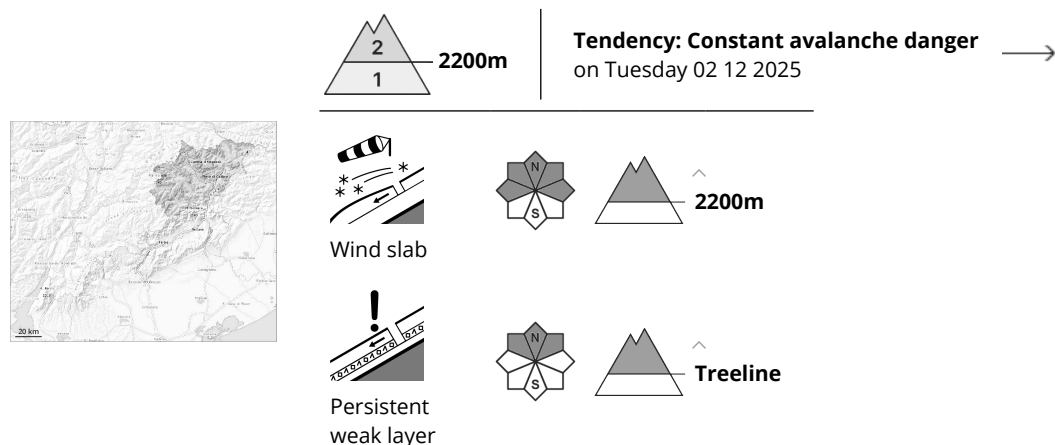 2
1
2200m
Tendency: Constant avalanche danger
on Tuesday 02 12 2025
20 km
Wind slab
N
S
2200m
Persistent
weak layer
N
S
Treeline